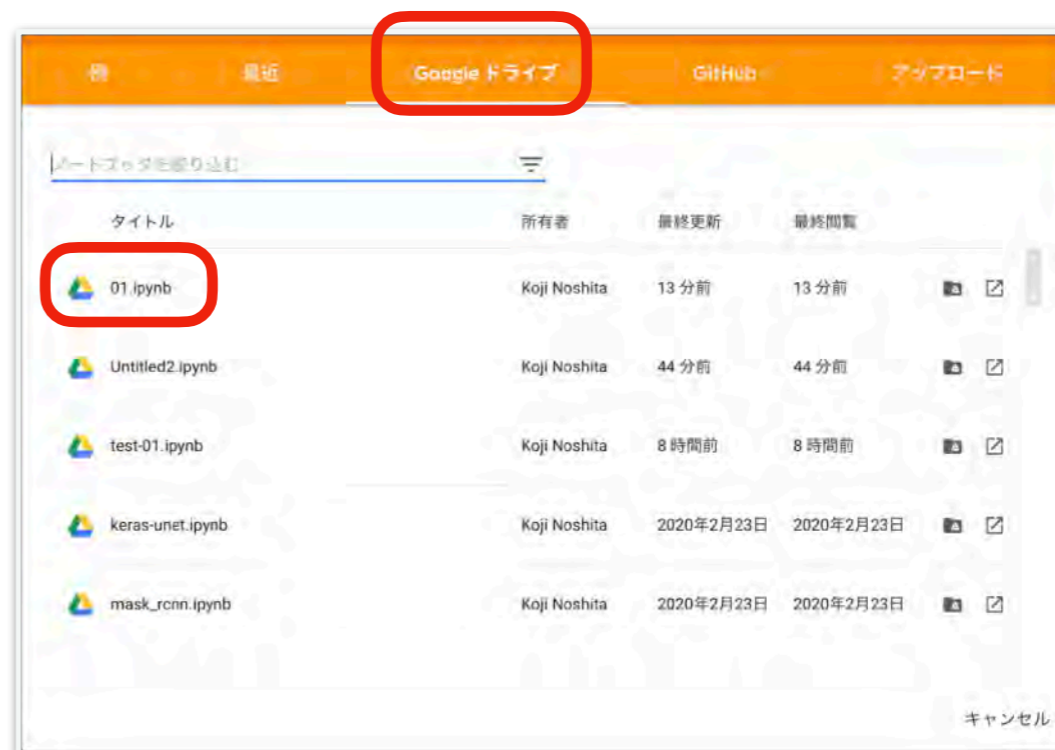 例 最近 Google ドライブ GitHub アップロード
ノートブックを絞り込む
タイトル 所有者 最終更新 最終閲覧
01.ipynb Koji Noshita 13 分前 13 分前
Untitled2.ipynb Koji Noshita 44 分前 44 分前
test-01.ipynb Koji Noshita 8 時間前 8 時間前
keras-unet.ipynb Koji Noshita 2020年2月23日 2020年2月23日
mask_rcnn.ipynb Koji Noshita 2020年2月23日 2020年2月23日
キャンセル